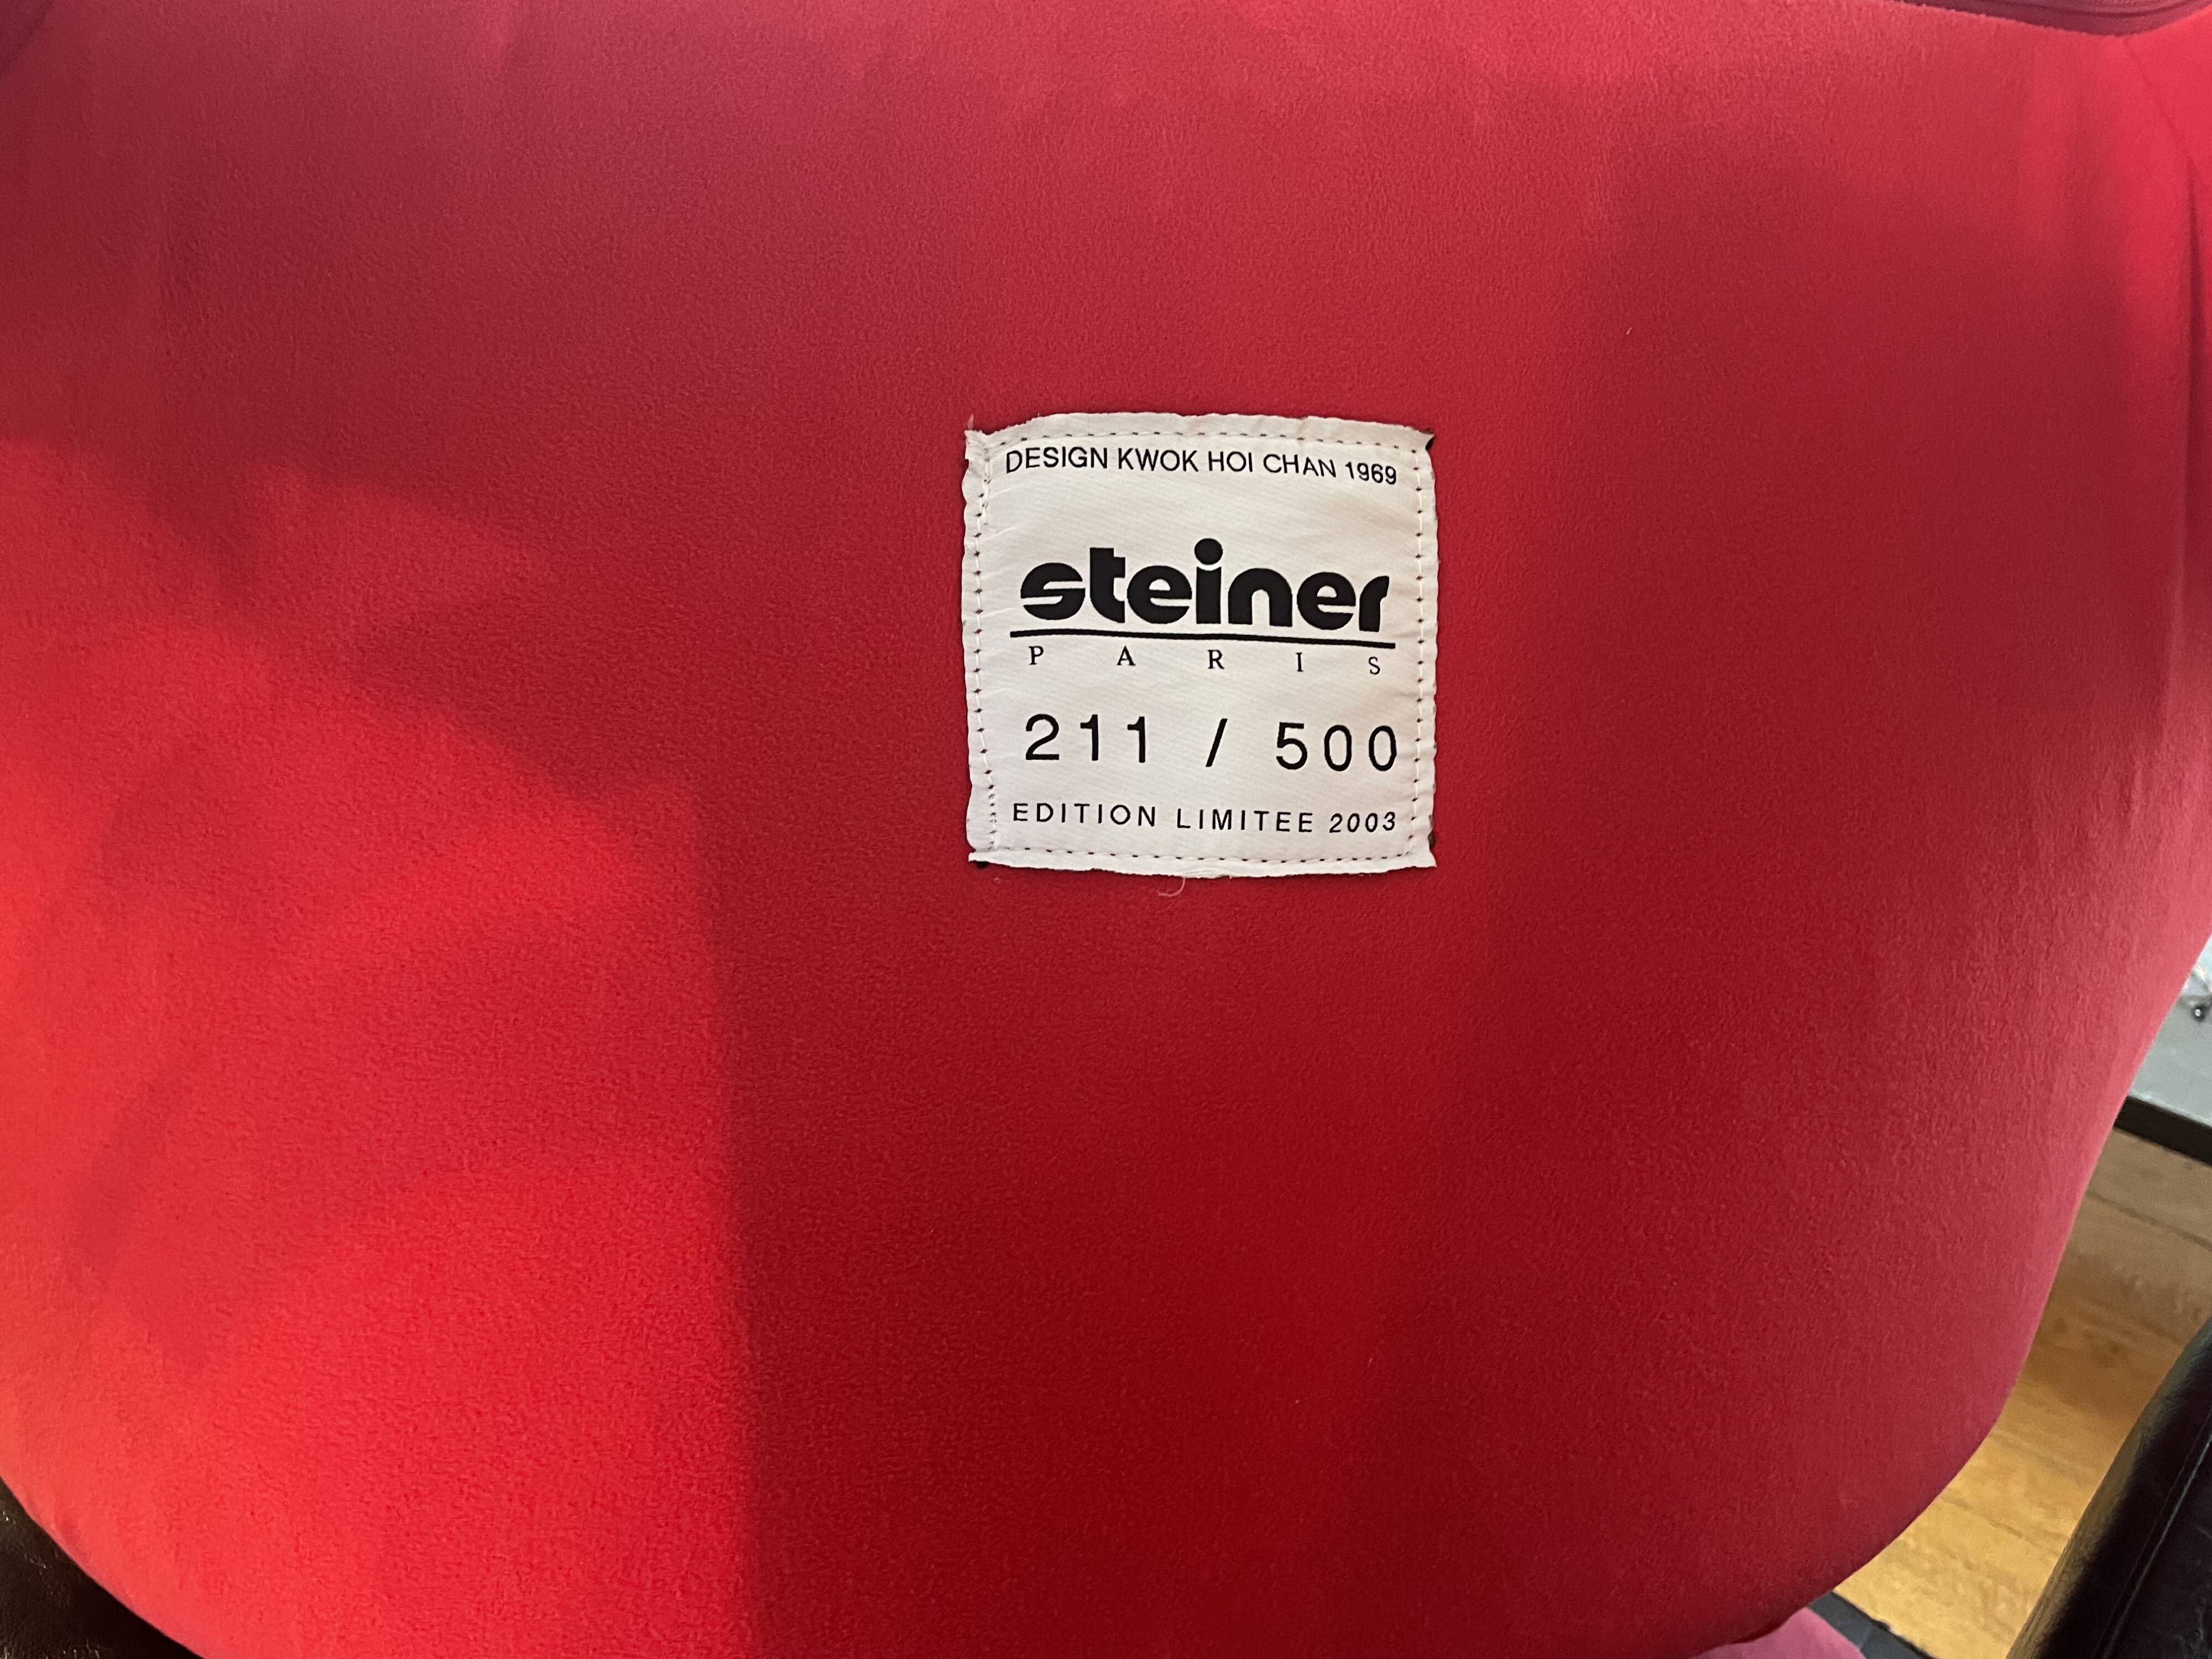 DESIGN KWOK HOI CHAN 1969
steiner
PARIS
211 / 500
EDITION LIMITEE 2003